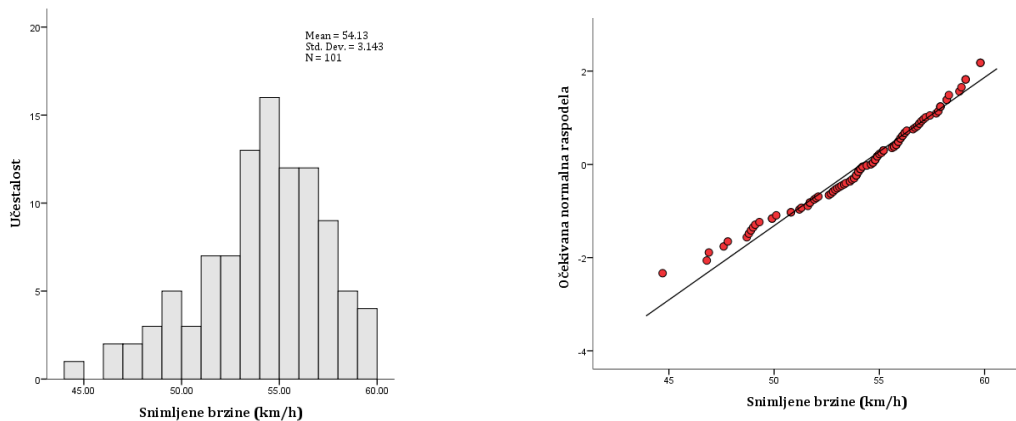 20
15
10
5
0
Učestalost
Mean = 54.13
Std. Dev. = 3.143
N = 101
45.00 50.00 55.00 60.00
Snimljene brzine (km/h)
2
0
-2
-4
Očekivana normalna raspodela
45 50 55 60
Snimljene brzine (km/h)